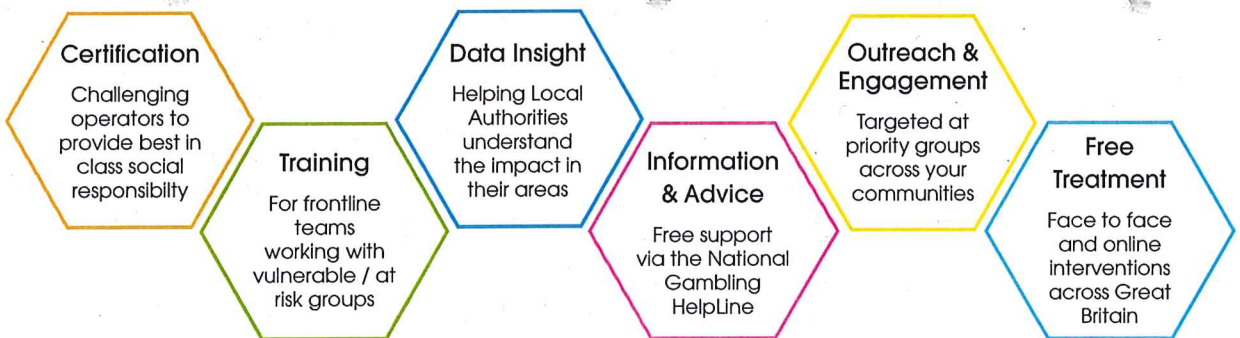 Certification
Challenging
operators to
provide best in
class social
responsibilty
Training
For frontline
teams
working with
vulnerable / at
risk groups
Data Insight
Helping Local
Authorities
understand
the impact in
their areas
Information
& Advice
Free support
via the National
Gambling
HelpLine
Outreach &
Engagement
Targeted at
priority groups
across your
communities
Free
Treatment
Face to face
and online
interventions
across Great
Britain